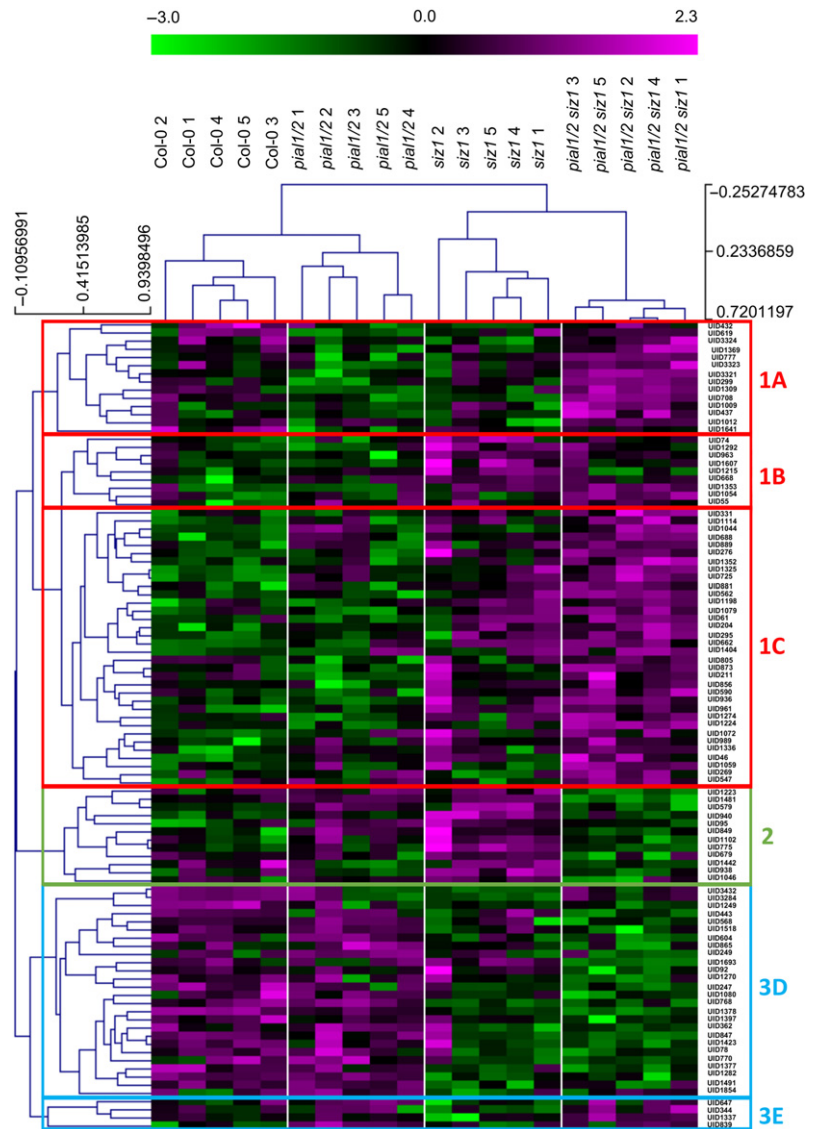 −3.0 0.0 2.3
Col-0 2
Col-0 1
Col-0 4
Col-0 5
Col-0 3
pial1/2 1
pial1/2 2
pial1/2 3
pial1/2 5
pial1/2 4
siz1 2
siz1 3
siz1 5
siz1 4
siz1 1
pial1/2 siz1 3
pial1/2 siz1 5
pial1/2 siz1 2
pial1/2 siz1 4
pial1/2 siz1 1
−0.10956991
0.41513985
0.9398496
−0.25274783
0.2336859
0.7201197
UID432
UID619
UID3324
UID1369
UID777
UID3323
UID3321
UID299
UID1309
UID708
UID1009
UID437
UID1012
UID1641
1A
UID74
UID1292
UID963
UID1607
UID1215
UID668
UID1353
UID1054
UID55
1B
UID331
UID1114
UID1044
UID688
UID889
UID276
UID1352
UID1325
UID725
UID881
UID562
UID1198
UID1079
UID61
UID204
UID295
UID662
UID1404
UID805
UID873
UID211
UID856
UID590
UID936
UID961
UID1274
UID1224
UID1072
UID989
UID1336
UID46
UID1059
UID269
UID547
1C
UID1223
UID1481
UID579
UID940
UID95
UID849
UID1102
UID775
UID679
UID1442
UID938
UID1046
2
UID3432
UID3284
UID1249
UID443
UID568
UID1518
UID604
UID865
UID249
UID1693
UID92
UID1270
UID247
UID1080
UID768
UID1378
UID1397
UID362
UID847
UID1423
UID78
UID770
UID1377
UID1282
UID1491
UID1854
3D
UID647
UID344
UID1337
UID839
3E